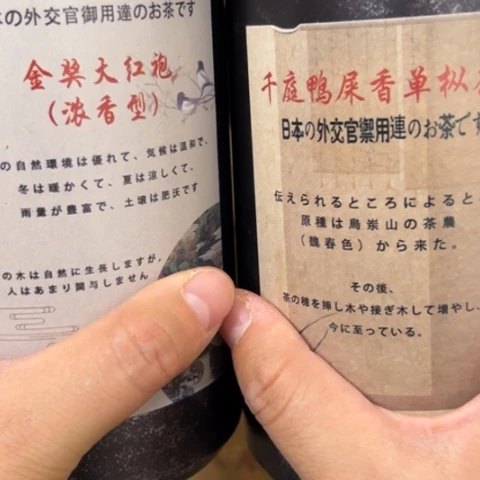 本の外交官御用達のお茶です
金奖大红袍
（浓香型）
の自然環境は優れて、気候は温和で、
冬は暖かくて、夏は涼しくて、
雨量が豊富で、土壌は肥沃です
の木は自然に生長しますが、
人はあまり関与しません
千庭鸭屎香单枞
日本の外交官禦用達のお茶です
伝えられるところによると
原種は烏崇山の茶農
（魏春色）から来た。
その後、
茶の穂を挿し木や接ぎ木して増やし、
今に至っている。